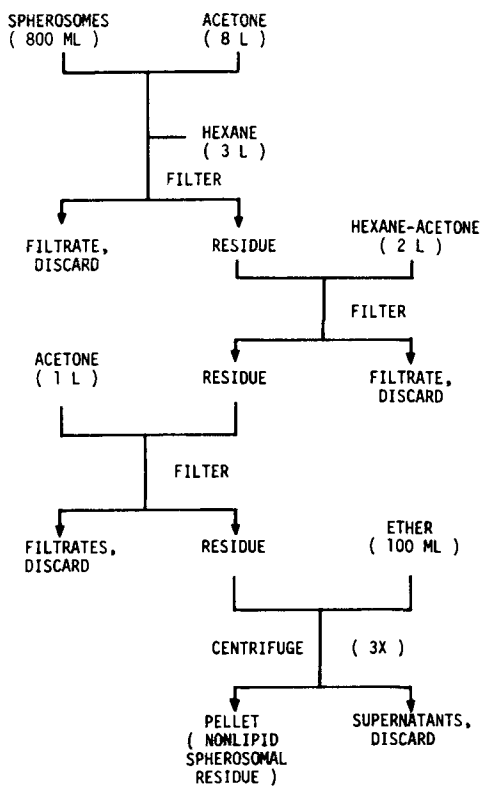 SPHEROSOMES
( 800 ML )
ACETONE
( 8 L )
HEXANE
( 3 L )
FILTER
FILTRATE,
DISCARD
RESIDUE
HEXANE-ACETONE
( 2 L )
FILTER
ACETONE
( 1 L )
RESIDUE
FILTRATE,
DISCARD
FILTER
FILTRATES,
DISCARD
RESIDUE
ETHER
( 100 ML )
CENTRIFUGE
( 3X )
PELLET
( NONLIPID
SPHEROSOMAL
RESIDUE )
SUPERNATANTS,
DISCARD